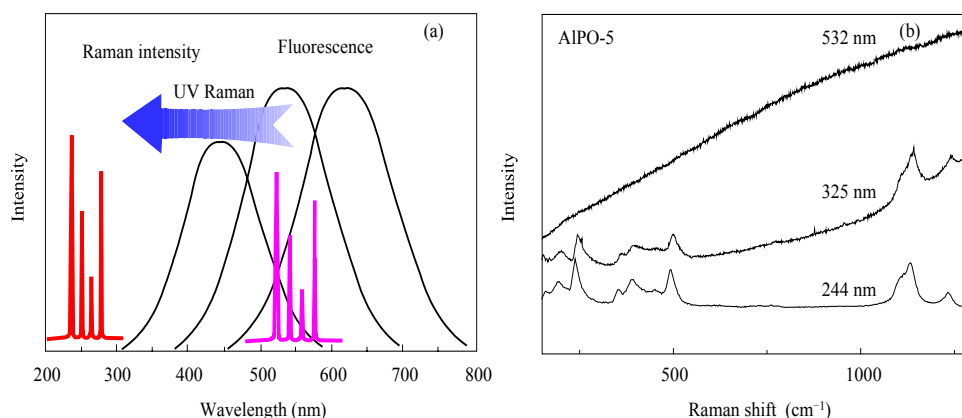 (a)
Raman intensity
Fluorescence
UV Raman
Intensity
200 300 400 500 600 700 800
Wavelength (nm)
(b)
AlPO-5
532 nm
325 nm
244 nm
Intensity
500 1000
Raman shift (cm⁻¹)